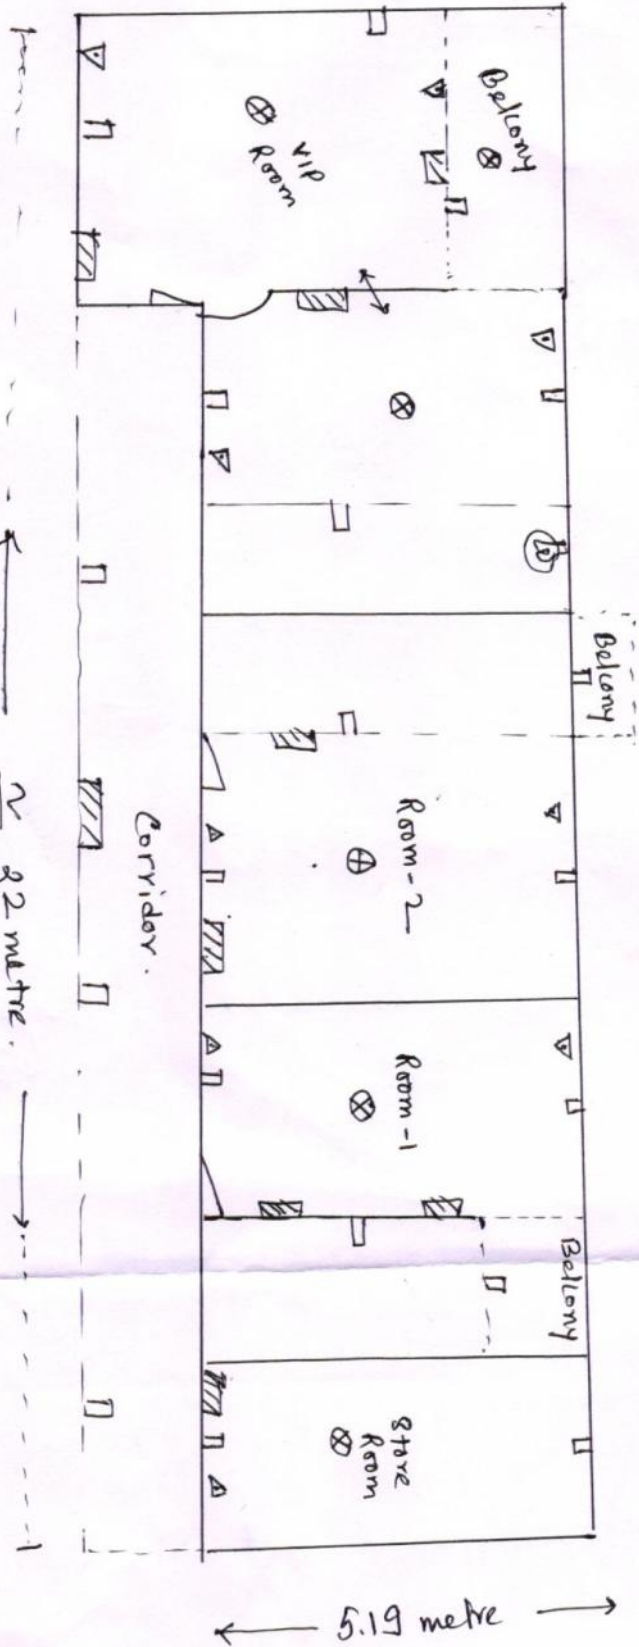 Belcony
VIP
Room
Belcony
Room-2
Corridor.
~ 22 metre.
Room-1
Belcony
Store
Room
5.19 metre